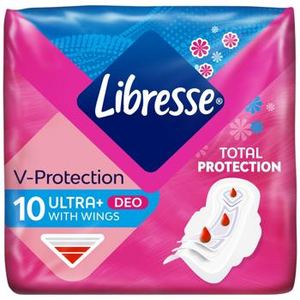 Libresse®
TOTAL
PROTECTION
V-Protection
10 ULTRA+ DEO
WITH WINGS